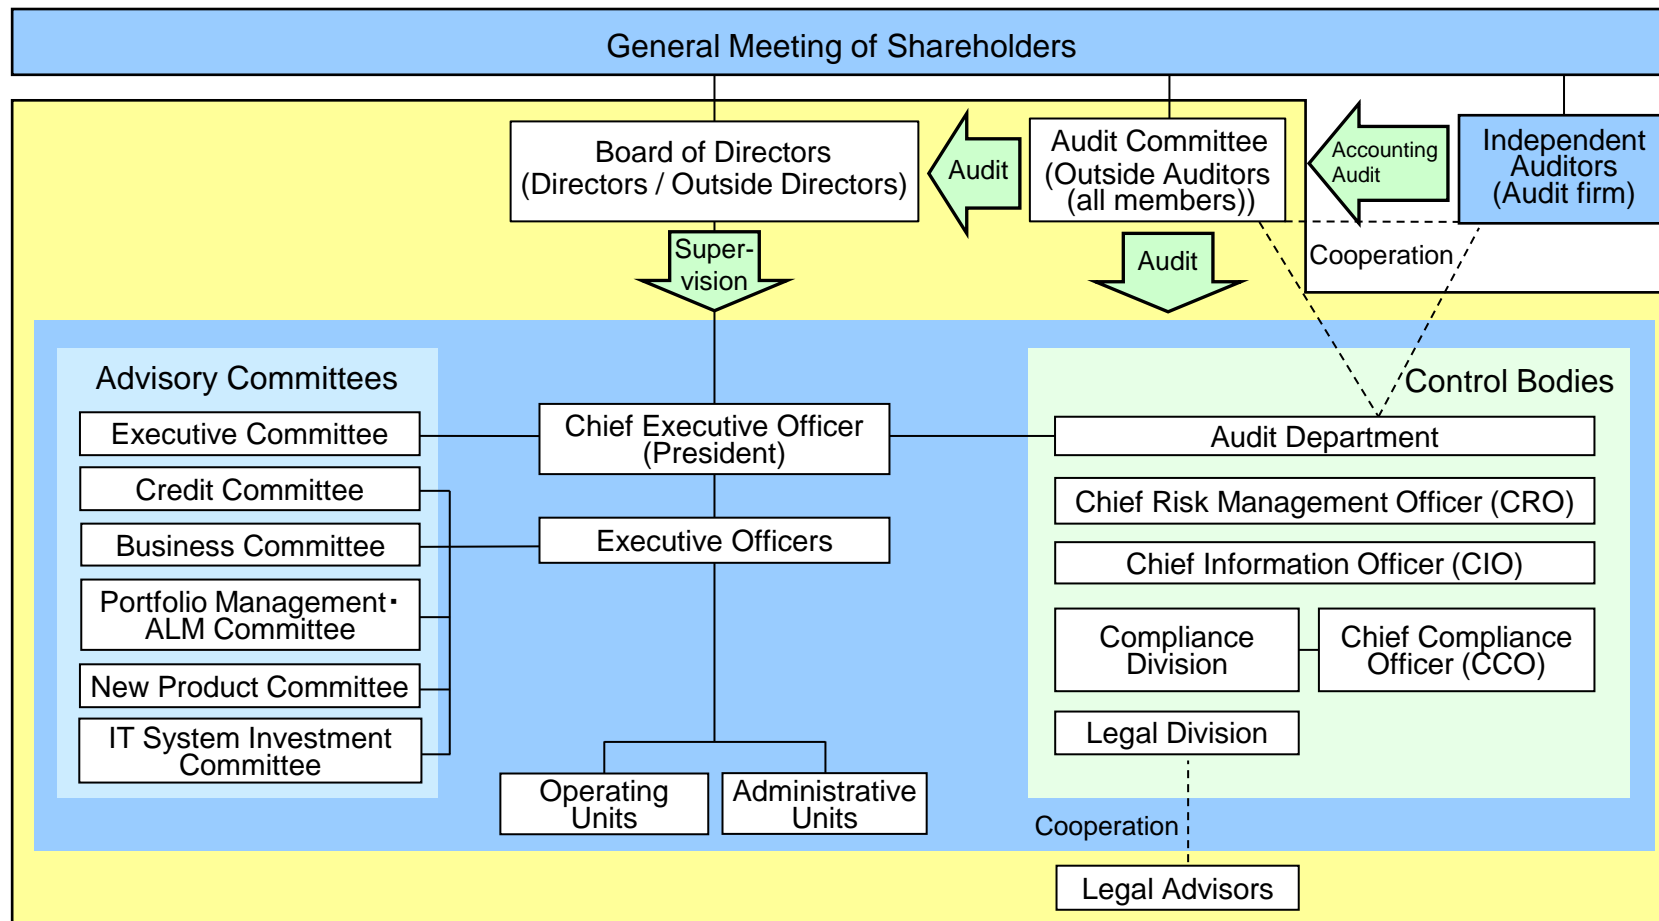 General Meeting of Shareholders
Board of Directors
(Directors / Outside Directors)
Audit
Audit Committee
(Outside Auditors
(all members))
Accounting
Audit
Independent
Auditors
(Audit firm)
Super-
vision
Audit
Cooperation
Advisory Committees
Executive Committee
Credit Committee
Business Committee
Portfolio Management・
ALM Committee
New Product Committee
IT System Investment
Committee
Chief Executive Officer
(President)
Executive Officers
Operating
Units
Administrative
Units
Control Bodies
Audit Department
Chief Risk Management Officer (CRO)
Chief Information Officer (CIO)
Compliance
Division
Chief Compliance
Officer (CCO)
Legal Division
Cooperation
Legal Advisors